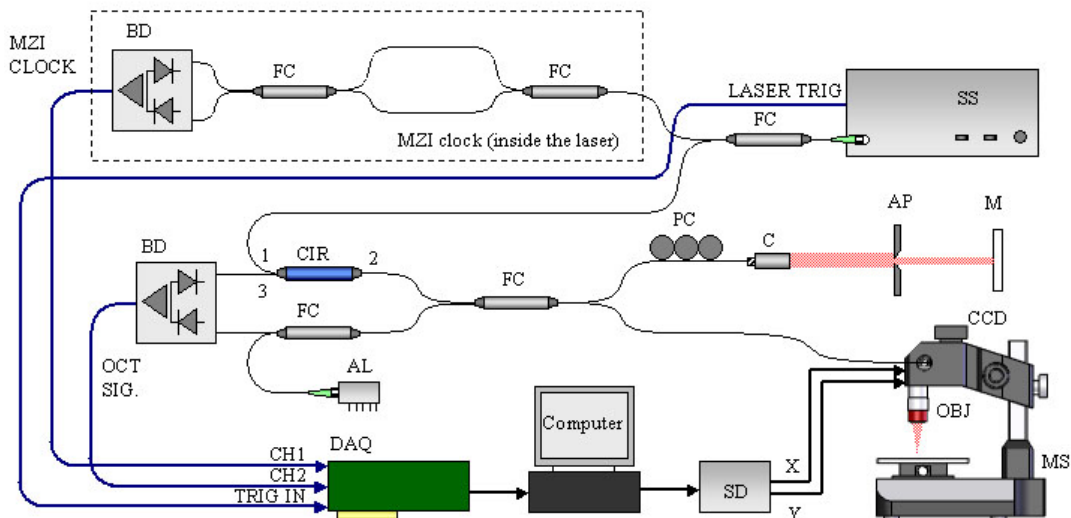 BD
MZI
CLOCK
FC
FC
LASER TRIG
SS
FC
MZI clock (inside the laser)
PC
AP
M
C
BD
1
CIR
2
3
FC
FC
CCD
OCT
SIG.
AL
OBJ
Computer
DAQ
CH1
CH2
TRIG IN
SD
X
Y
MS